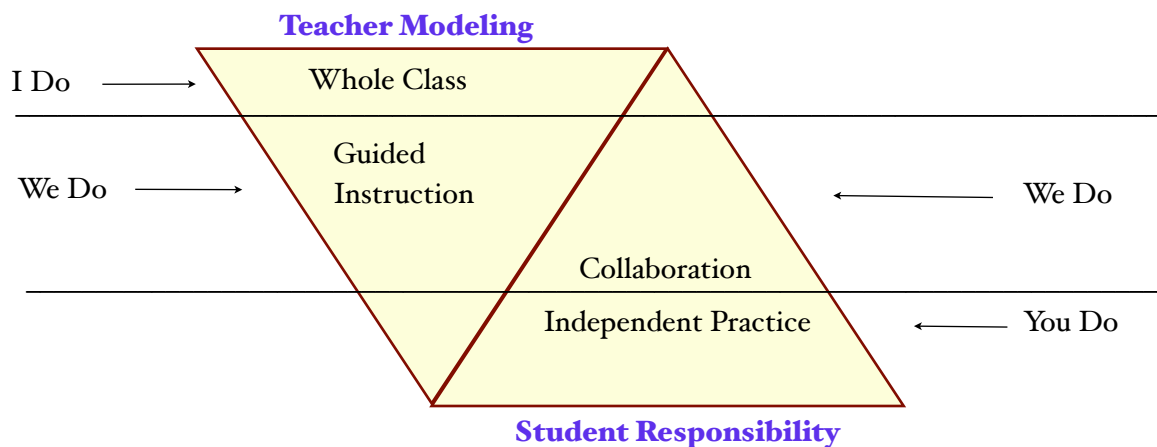 Teacher Modeling
I Do
Whole Class
Guided
Instruction
We Do
We Do
Collaboration
Independent Practice
You Do
Student Responsibility